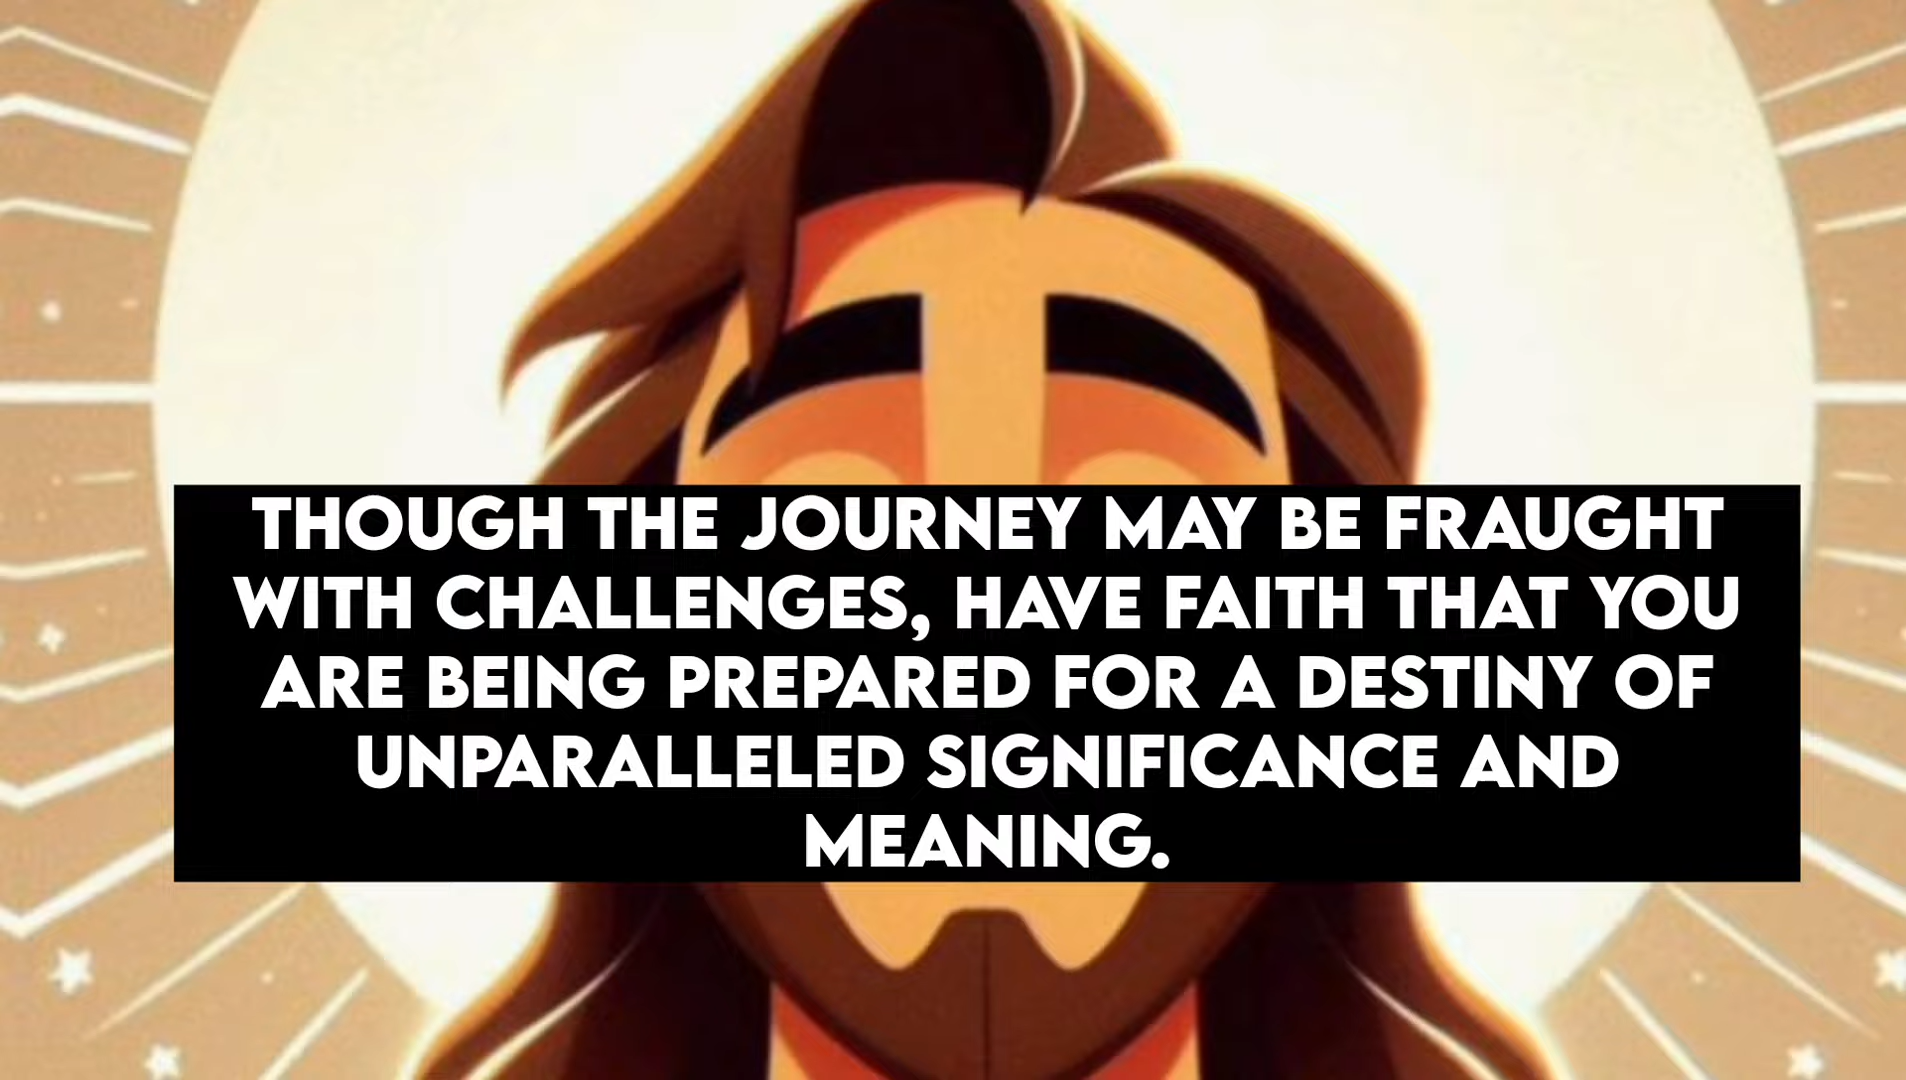 THOUGH THE JOURNEY MAY BE FRAUGHT
WITH CHALLENGES, HAVE FAITH THAT YOU
ARE BEING PREPARED FOR A DESTINY OF
UNPARALLELED SIGNIFICANCE AND
MEANING.